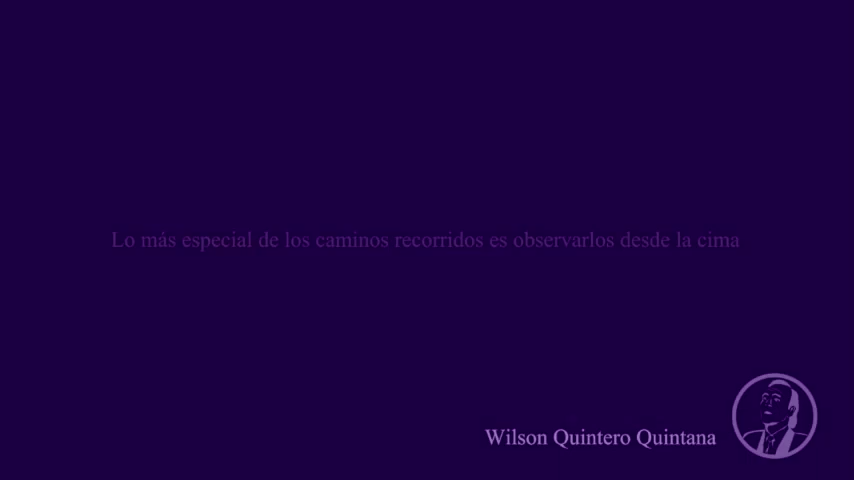 Lo más especial de los caminos recorridos es observarlos desde la cima
Wilson Quintero Quintana